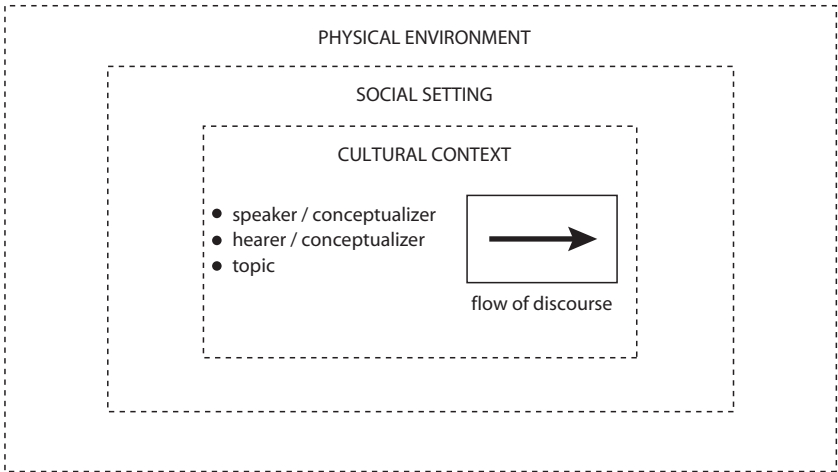 PHYSICAL ENVIRONMENT
SOCIAL SETTING
CULTURAL CONTEXT
speaker / conceptualizer
hearer / conceptualizer
topic
flow of discourse